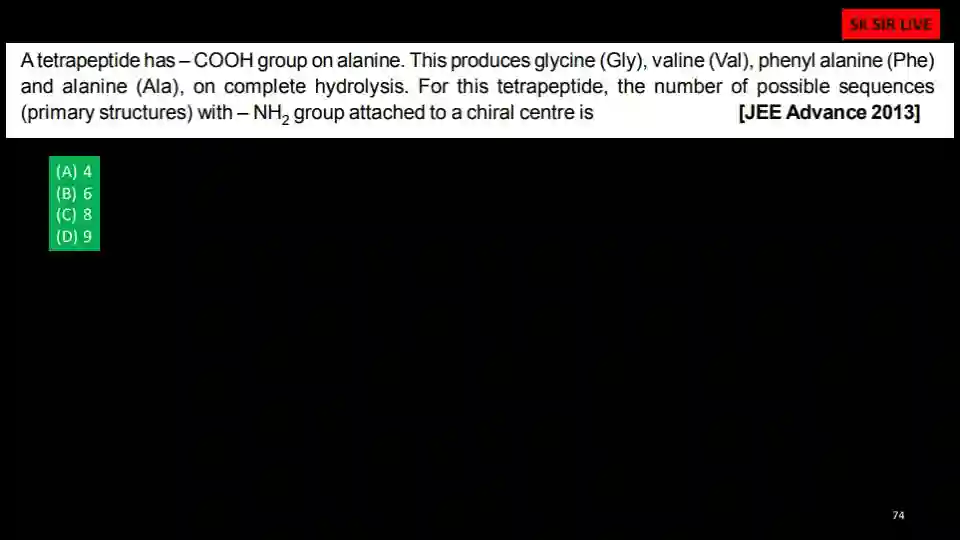 SK SIR LIVE
A tetrapeptide has – COOH group on alanine. This produces glycine (Gly), valine (Val), phenyl alanine (Phe)
and alanine (Ala), on complete hydrolysis. For this tetrapeptide, the number of possible sequences
(primary structures) with – NH₂ group attached to a chiral centre is [JEE Advance 2013]
(A) 4
(B) 6
(C) 8
(D) 9
74